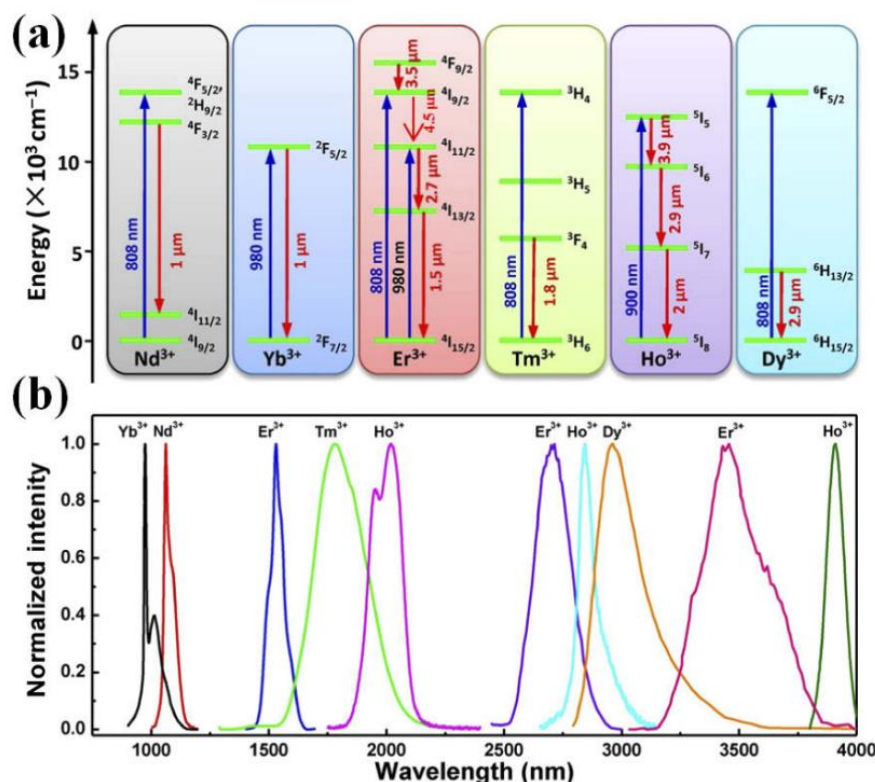 (a)
Energy (×10³ cm⁻¹)
15
10
5
0
⁴F₅/₂,
²H₉/₂
⁴F₃/₂
808 nm
1 µm
⁴I₁₁/₂
⁴I₉/₂
Nd³⁺
²F₅/₂
980 nm
1 µm
²F₇/₂
Yb³⁺
⁴F₉/₂
3.5 µm
⁴I₉/₂
4.5 µm
⁴I₁₁/₂
2.7 µm
⁴I₁₃/₂
808 nm
980 nm
1.5 µm
⁴I₁₅/₂
Er³⁺
³H₄
³H₅
³F₄
808 nm
1.8 µm
³H₆
Tm³⁺
⁵I₅
3.9 µm
⁵I₆
2.9 µm
⁵I₇
900 nm
2 µm
⁵I₈
Ho³⁺
⁶F₅/₂
⁶H₁₃/₂
808 nm
2.9 µm
⁶H₁₅/₂
Dy³⁺
(b)
Yb³⁺ Nd³⁺ Er³⁺ Tm³⁺ Ho³⁺ Er³⁺ Ho³⁺ Dy³⁺ Er³⁺ Ho³⁺
Normalized intenity
1.0
0.8
0.6
0.4
0.2
0.0
1000 1500 2000 2500 3000 3500 4000
Wavelength (nm)